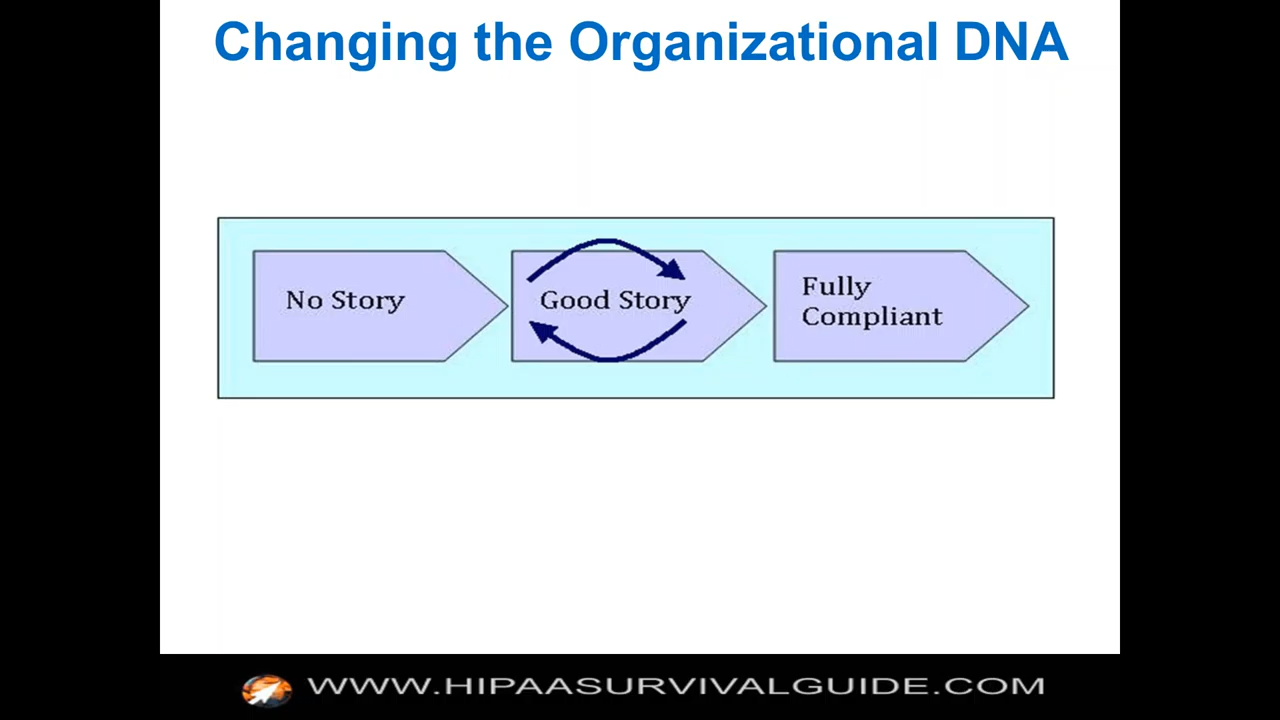 Changing the Organizational DNA
No Story
Good Story
Fully
Compliant
WWW.HIPAASURVIVALGUIDE.COM